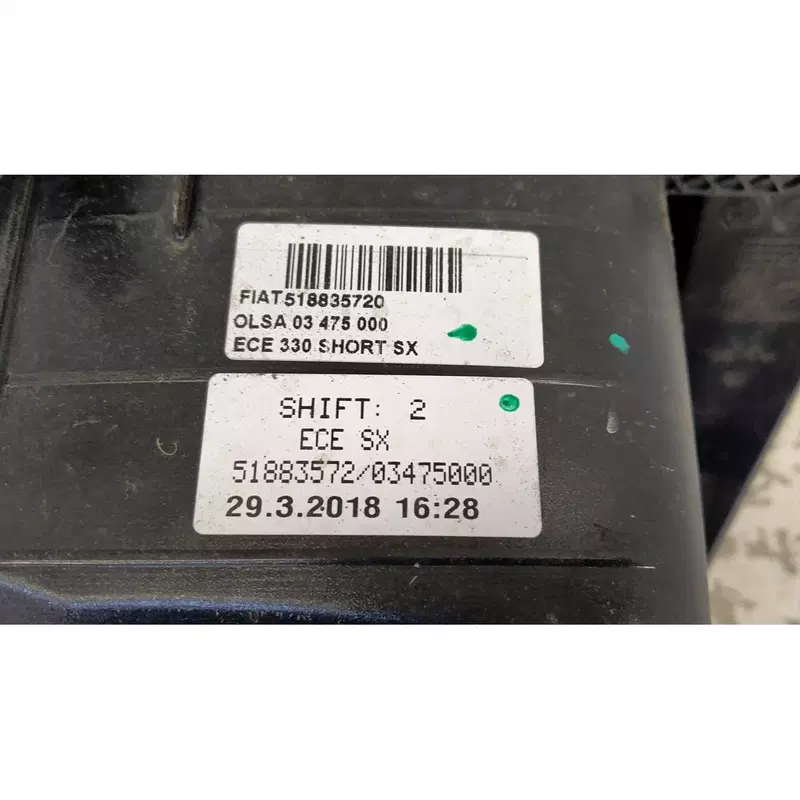 FIAT518835720
OLSA 03 475 000
ECE 330 SHORT SX
SHIFT: 2
ECE SX
51883572/03475000
29.3.2018 16:28